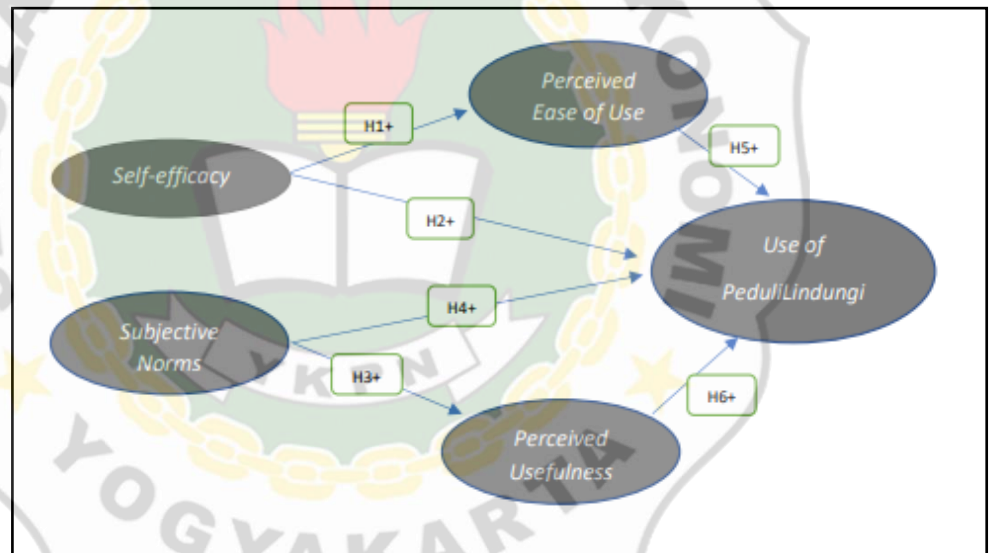 Perceived
Ease of Use
H1+
H5+
Self-efficacy
H2+
Use of
PeduliLindungi
H4+
Subjective
Norms
H3+
H6+
Perceived
Usefulness
YKPN
YOGYAKARTA